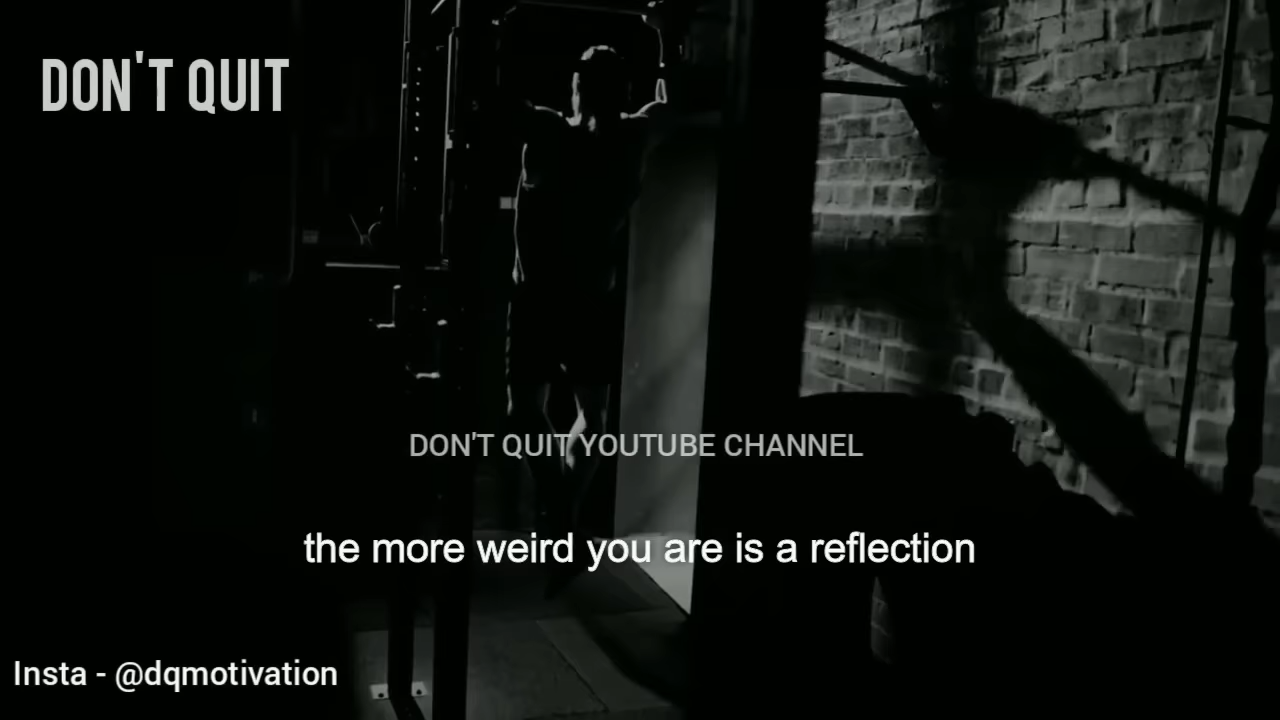 DON'T QUIT
DON'T QUIT YOUTUBE CHANNEL
the more weird you are is a reflection
Insta - @dqmotivation